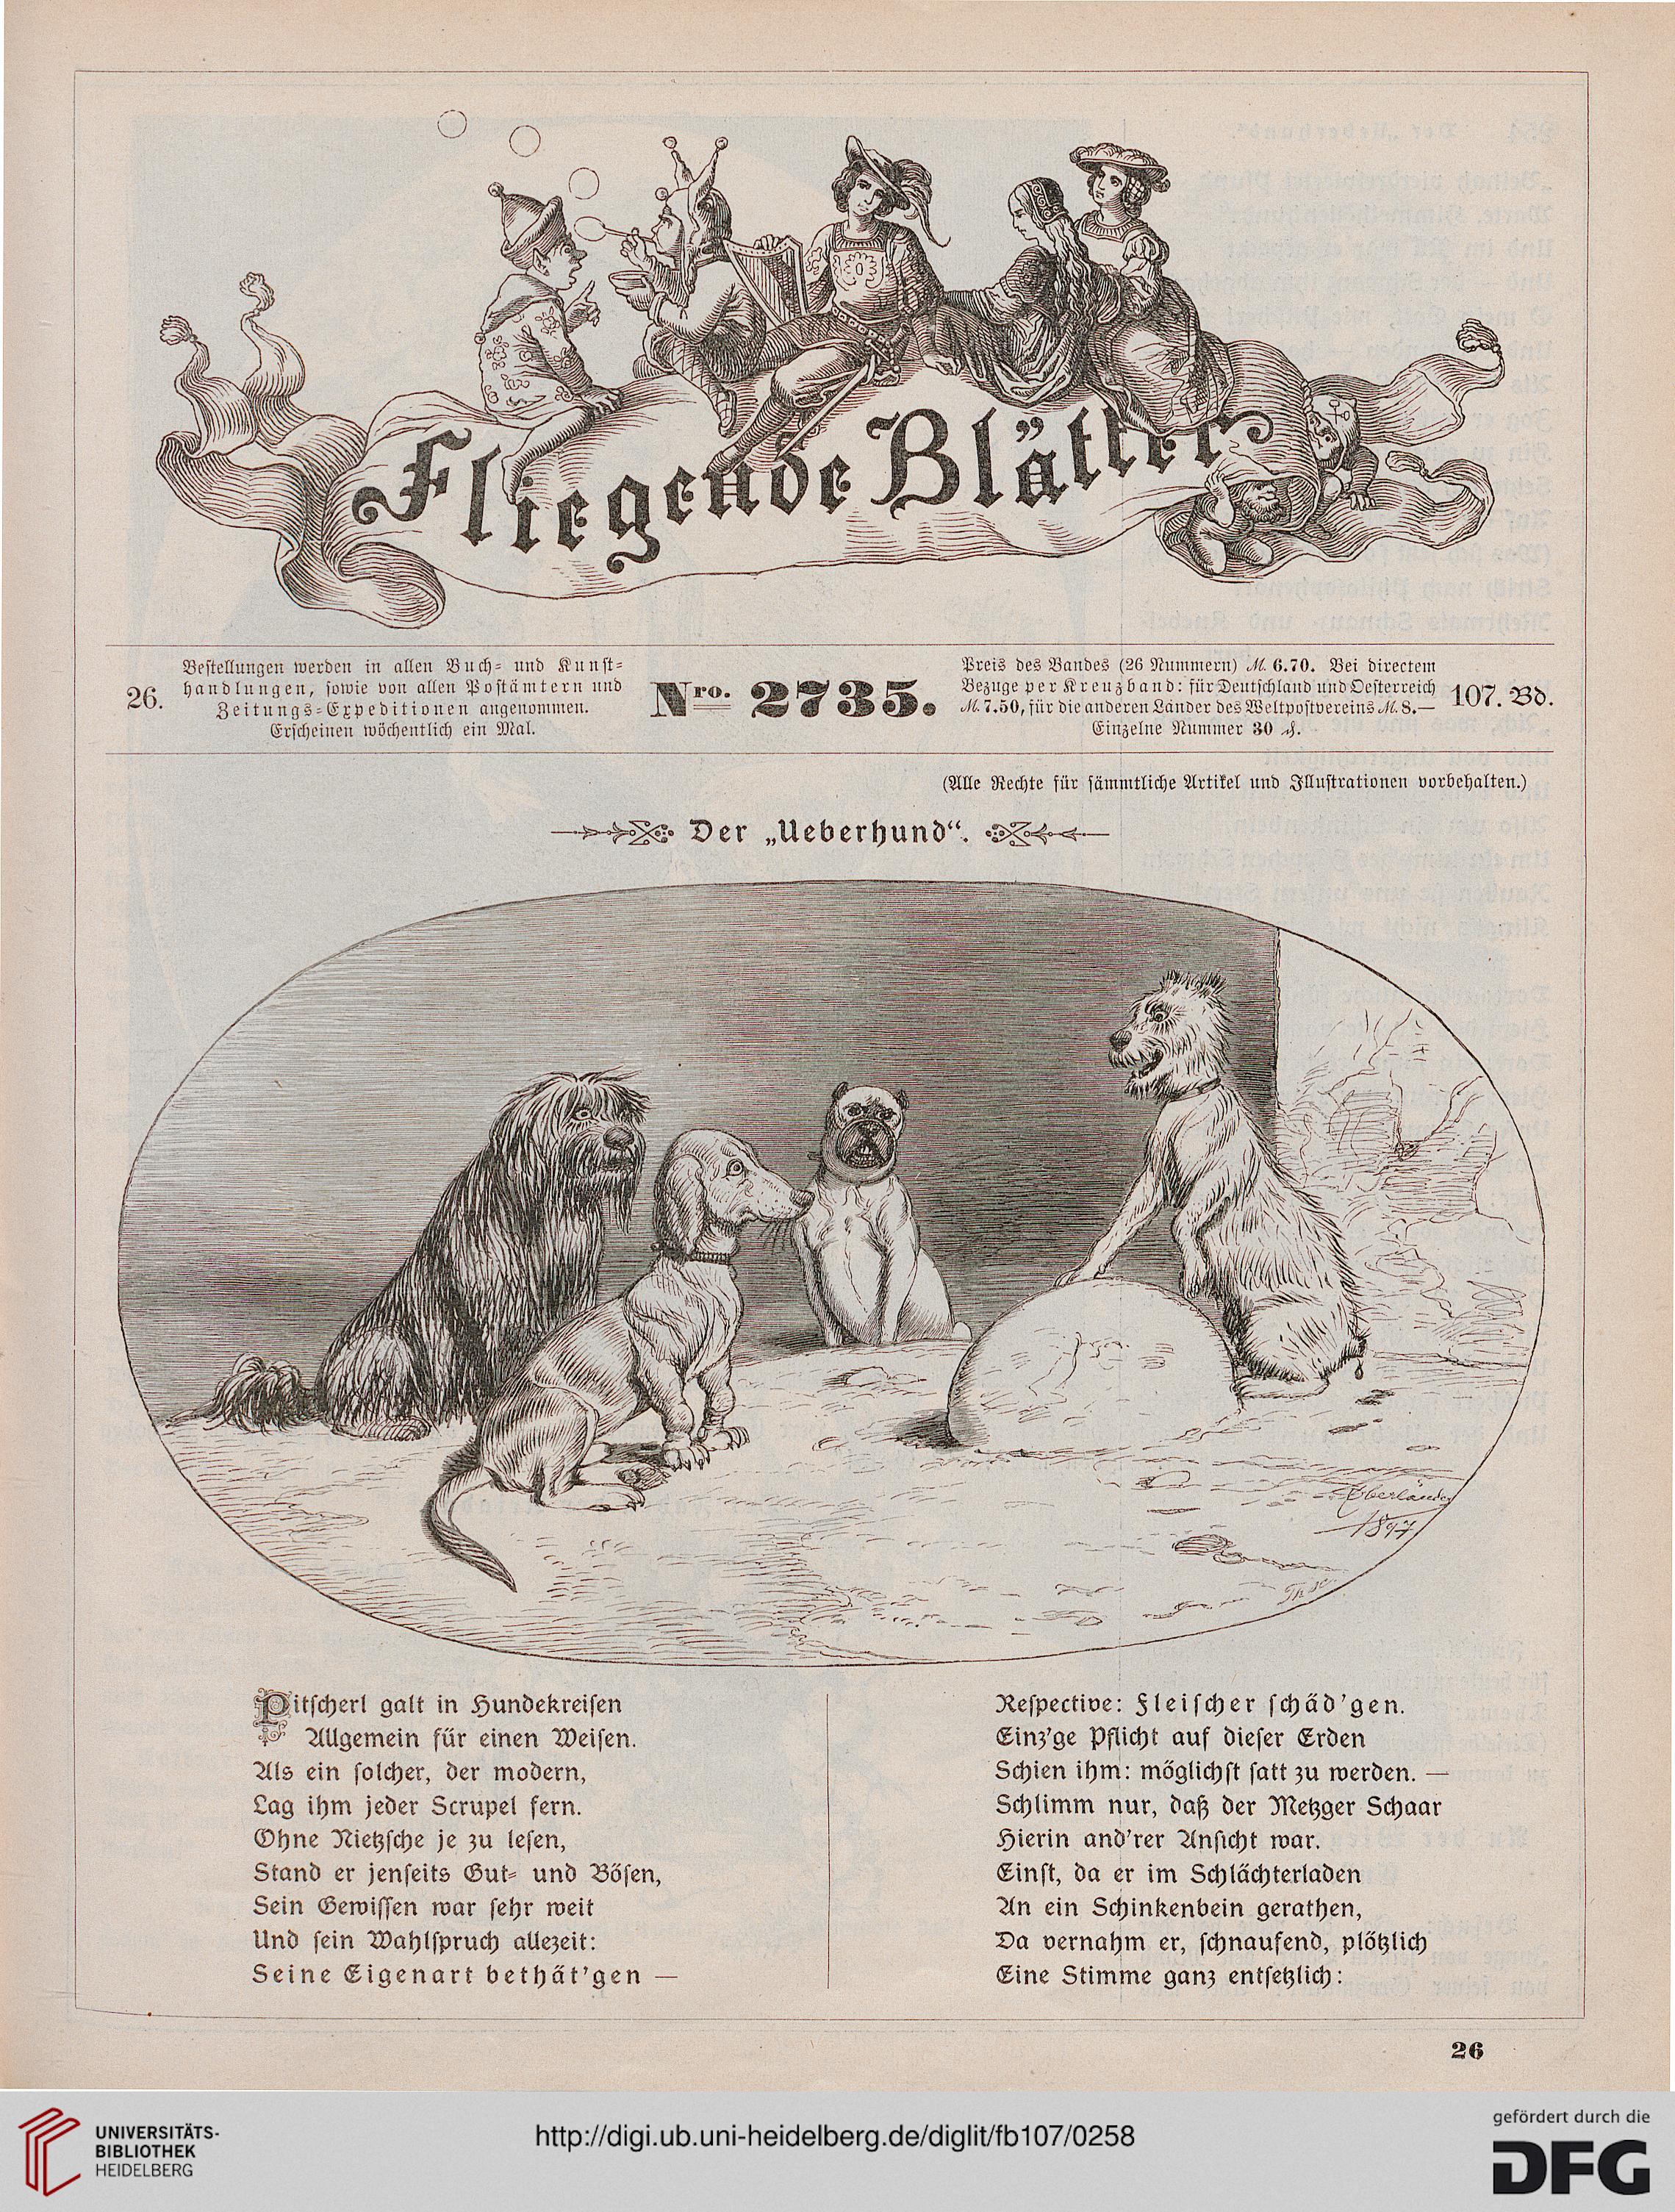 Fliegende Blätter
26.
Bestellungen werden in allen Buch- und Kunst-
handlungen, sowie von allen Postämtern und
Zeitungs-Expeditionen angenommen.
Erscheinen wöchentlich ein Mal.
Nro. 2735.
Preis des Bandes (26 Nummern) M. 6.70. Bei directem
Bezuge per Kreuzband: für Deutschland und Oesterreich
M. 7.50, für die anderen Länder des Weltpostvereins M. 8.—
Einzelne Nummer 30 ₰.
107. Bd.
(Alle Rechte für sämmtliche Artikel und Illustrationen vorbehalten.)
Der „Ueberhund“.
Oberländer
1897
Pitscherl galt in Hundekreisen
Allgemein für einen Weisen.
Als ein solcher, der modern,
Lag ihm jeder Scrupel fern.
Ohne Nietzsche je zu lesen,
Stand er jenseits Gut- und Bösen,
Sein Gewissen war sehr weit
Und sein Wahlspruch allezeit:
Seine Eigenart bethät'gen —
Respective: Fleischer schäd'gen.
Einz'ge Pflicht auf dieser Erden
Schien ihm: möglichst satt zu werden. —
Schlimm nur, daß der Metzger Schaar
Hierin and'rer Ansicht war.
Einst, da er im Schlächterladen
An ein Schinkenbein gerathen,
Da vernahm er, schnaufend, plötzlich
Eine Stimme ganz entsetzlich:
26
UNIVERSITÄTS-
BIBLIOTHEK
HEIDELBERG
http://digi.ub.uni-heidelberg.de/diglit/fb107/0258
gefördert durch die
DFG